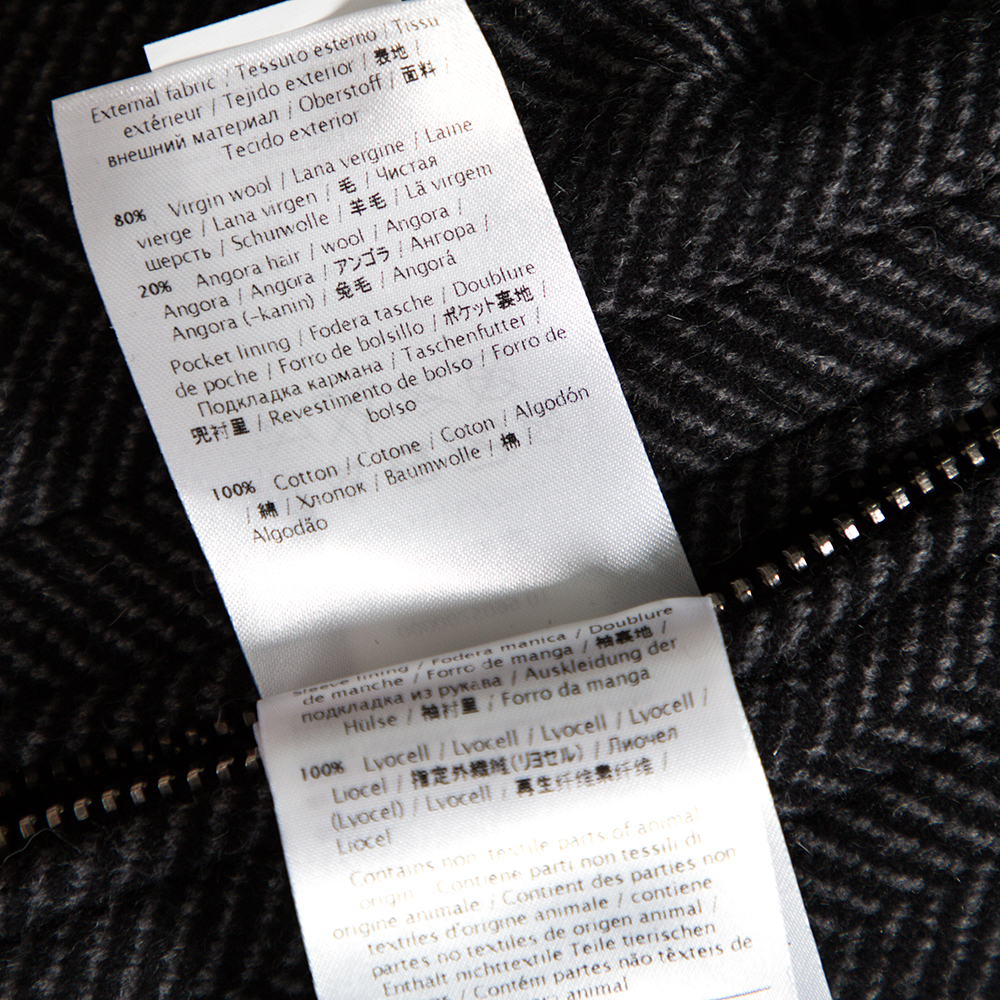 External fabric / Tessuto esterno / Tissu
extérieur / Tejido exterior / 表地 /
внешний материал / Oberstoff / 面料 /
Tecido exterior
80% Virgin wool / Lana vergine / Laine
vierge / Lana virgen / 毛 / Чистая
шерсть / Schurwolle / 羊毛 / Lã virgem
20% Angora hair / wool / Angora /
Angora / Angora / アンゴラ / Ангора /
Angora (-kanin) / 兔毛 / Angorá
Pocket lining / Fodera tasche / Doublure
de poche / Forro de bolsillo / ポケット裏地 /
Подкладка кармана / Taschenfutter /
兜衬里 / Revestimento de bolso / Forro de
bolso
100% Cotton / Cotone / Coton / Algodón
/ 綿 / Хлопок / Baumwolle / 棉 /
Algodão
Sleeve lining / Fodera manica / Doublure
de manche / Forro de manga / 袖裏地 /
подкладка из рукава / Auskleidung der
Hülse / 袖衬里 / Forro da manga
100% Lyocell / Lyocell / Lyocell / Lyocell /
Liocel / 指定外繊維(リヨセル) / Лиочел
(Lyocel) / Lyocell / 再生纤维素纤维 /
Liocel
Contains non-textile parts of animal
origin / Contiene parti non tessili di
origine animale / Contient des parties non
textiles d'origine animale / contiene
partes no textiles de origen animal /
Enthält nichttextile Teile tierischen
/ Contém partes não têxteis de
animal